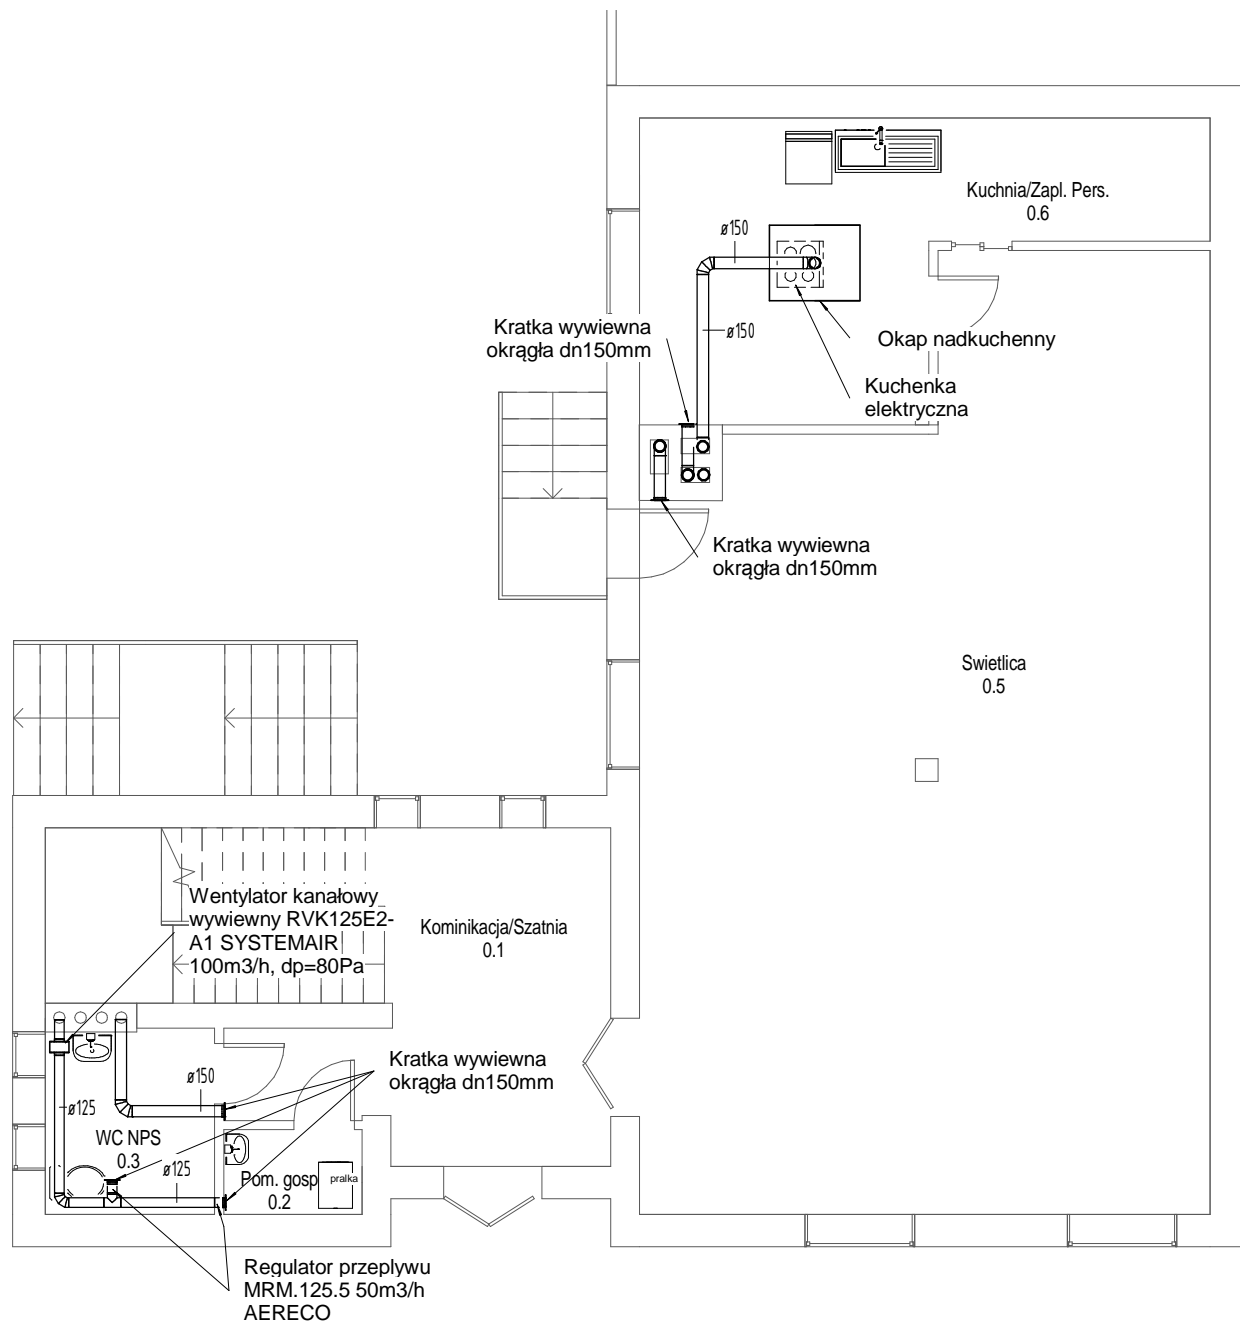 Kuchnia/Zapl. Pers.
0.6
ø150
ø150
Kratka wywiewna
okrągła dn150mm
Okap nadkuchenny
Kuchenka
elektryczna
Kratka wywiewna
okrągła dn150mm
Swietlica
0.5
Wentylator kanałowy
wywiewny RVK125E2-
A1 SYSTEMAIR
100m3/h, dp=80Pa
Kominikacja/Szatnia
0.1
Kratka wywiewna
okrągła dn150mm
ø150
ø125
WC NPS
0.3
ø125
Pom. gosp
0.2
pralka
Regulator przeplywu
MRM.125.5 50m3/h
AERECO